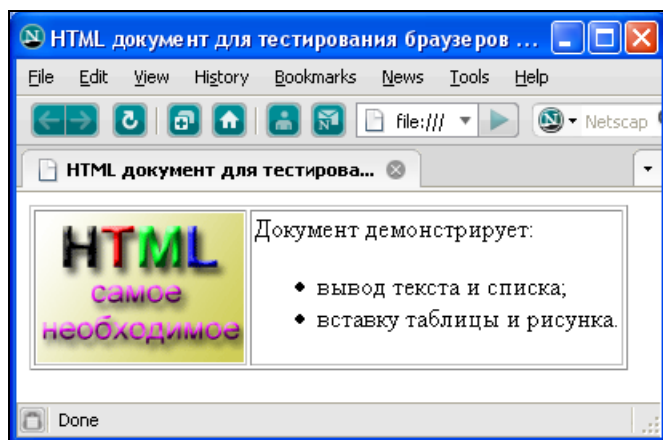 HTML документ для тестирования браузеров ...
File Edit View History Bookmarks News Tools Help
file:/// Netscap
HTML документ для тестирова...
HTML
самое
необходимое
Документ демонстрирует:
• вывод текста и списка;
• вставку таблицы и рисунка.
Done